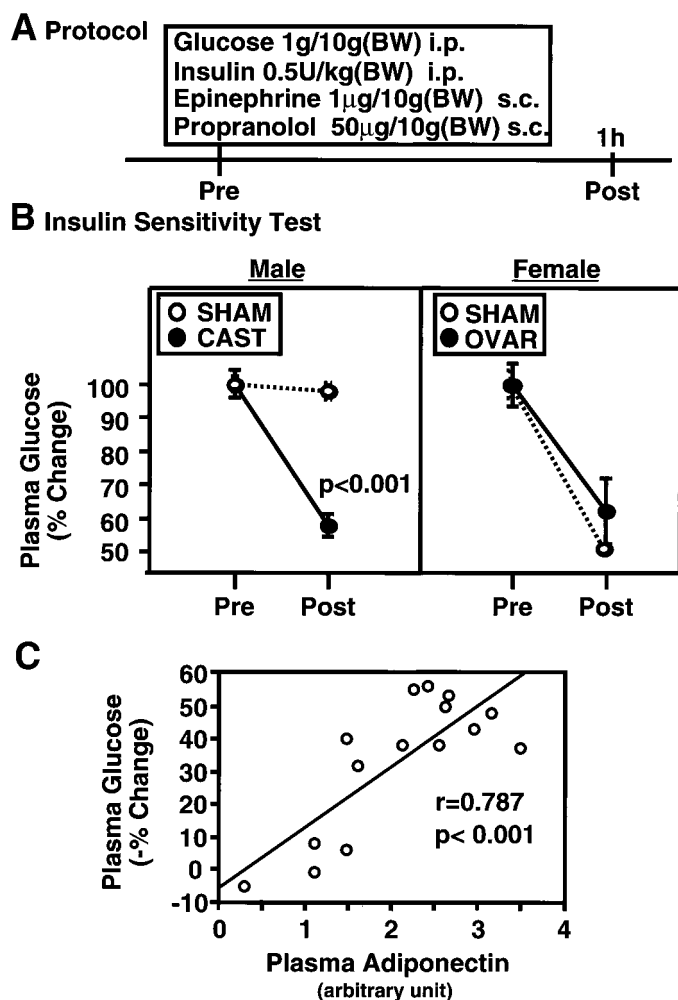 A Protocol
Glucose 1g/10g(BW) i.p.
Insulin 0.5U/kg(BW) i.p.
Epinephrine 1μg/10g(BW) s.c.
Propranolol 50μg/10g(BW) s.c.
1h
Pre Post
B Insulin Sensitivity Test
Male Female
SHAM
CAST
SHAM
OVAR
Plasma Glucose
(% Change)
100
90
80
70
60
50
p<0.001
Pre Post Pre Post
C
Plasma Glucose
(-% Change)
60
50
40
30
20
10
0
-10
r=0.787
p< 0.001
0 1 2 3 4
Plasma Adiponectin
(arbitrary unit)